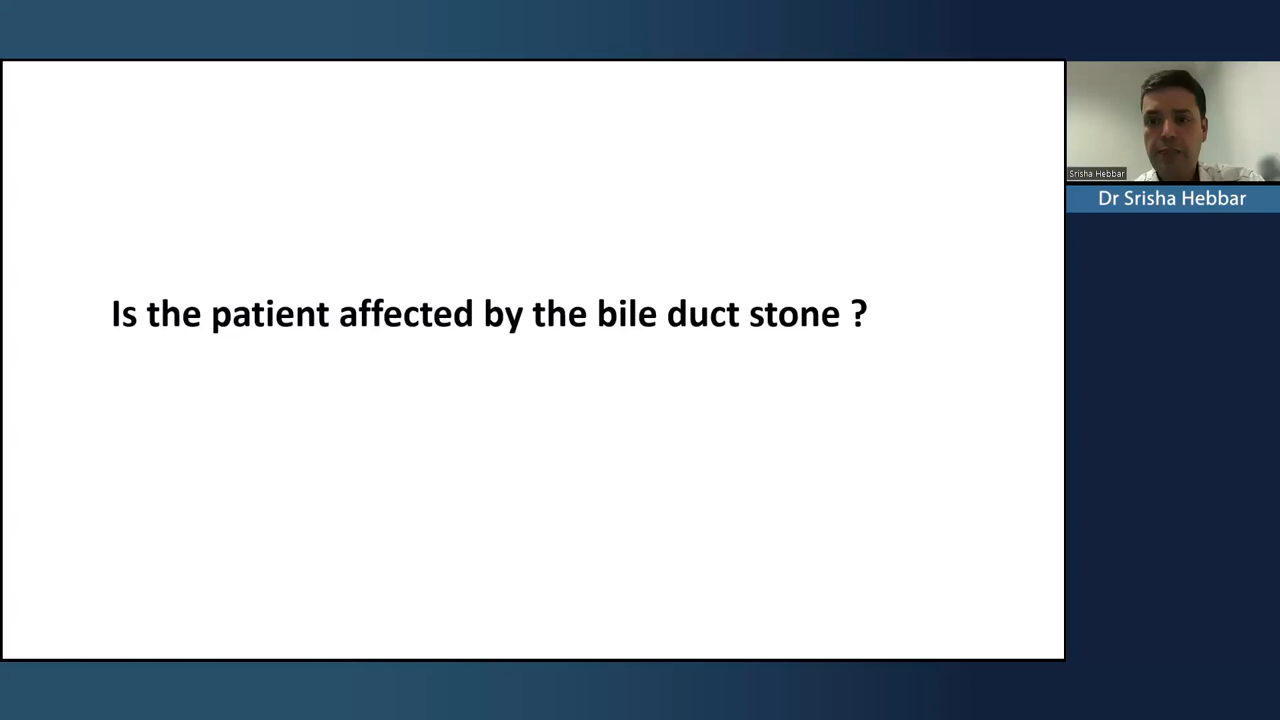 Is the patient affected by the bile duct stone ?
Srisha Hebbar
Dr Srisha Hebbar